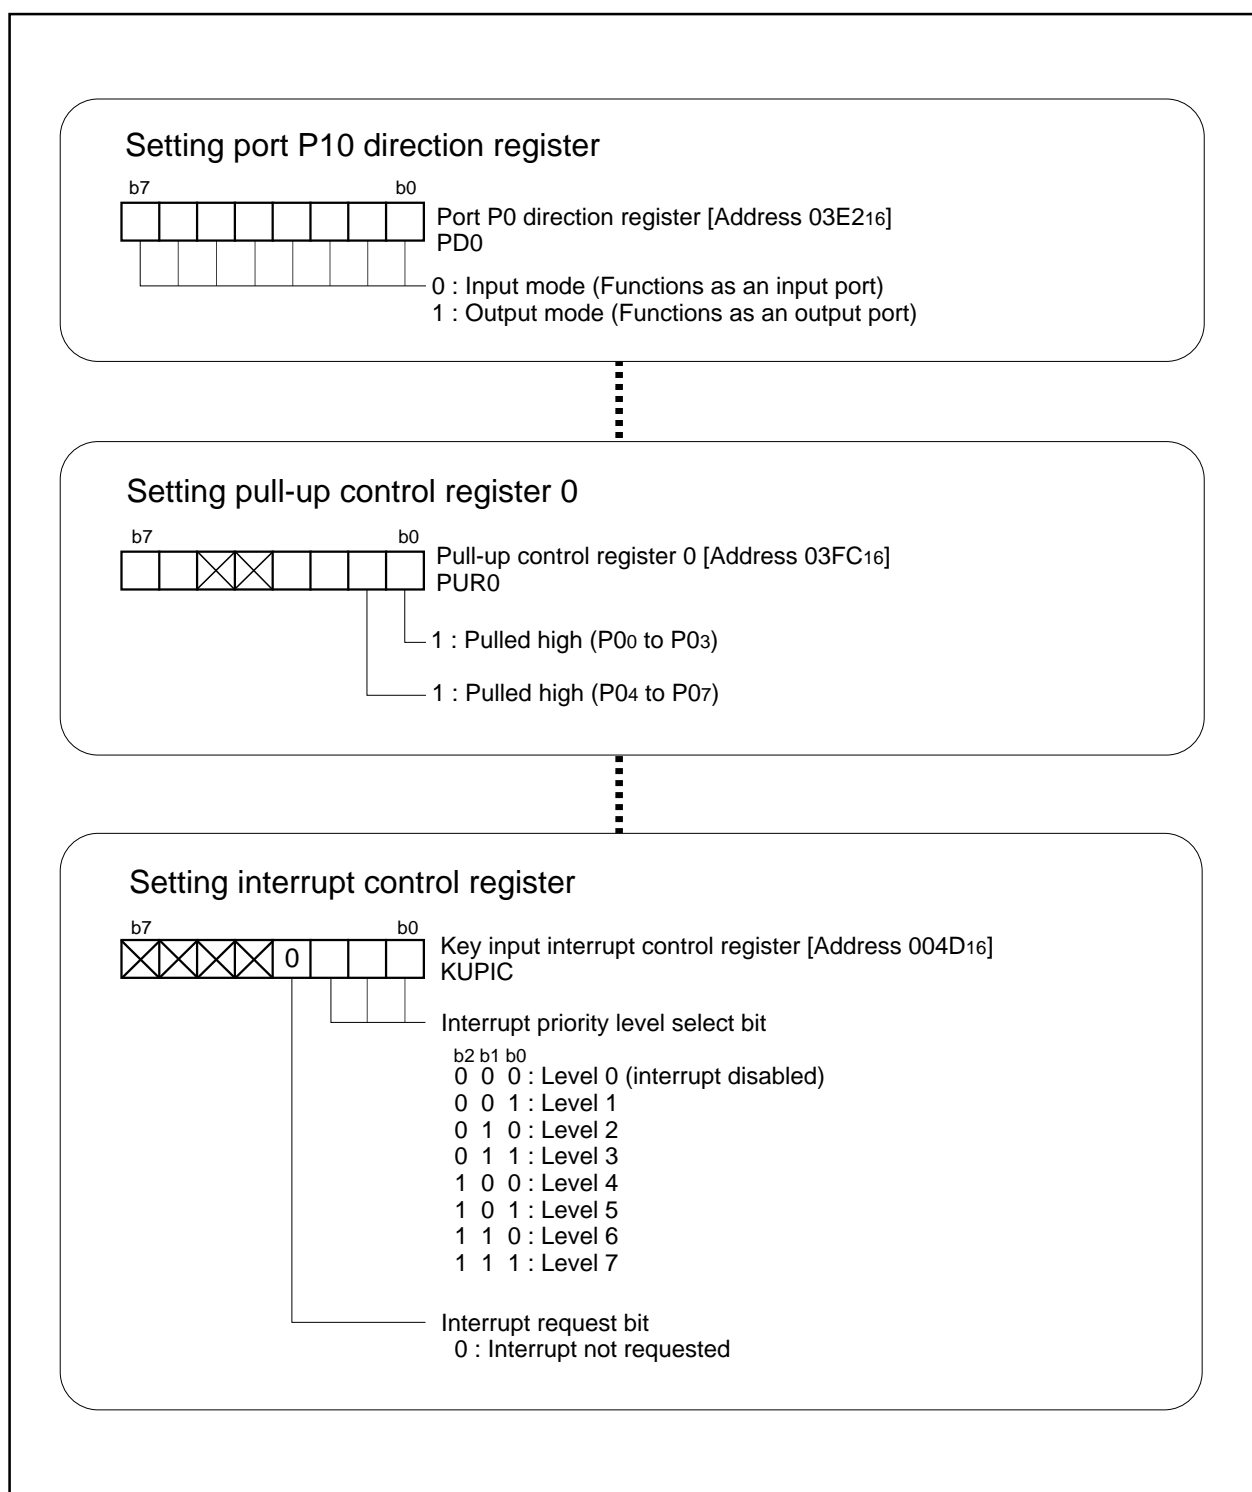 Setting port P10 direction register
b7 b0
Port P0 direction register [Address 03E216]
PD0
0 : Input mode (Functions as an input port)
1 : Output mode (Functions as an output port)
Setting pull-up control register 0
b7 b0
Pull-up control register 0 [Address 03FC16]
PUR0
1 : Pulled high (P00 to P03)
1 : Pulled high (P04 to P07)
Setting interrupt control register
b7 b0
0
Key input interrupt control register [Address 004D16]
KUPIC
Interrupt priority level select bit
b2 b1 b0
0 0 0 : Level 0 (interrupt disabled)
0 0 1 : Level 1
0 1 0 : Level 2
0 1 1 : Level 3
1 0 0 : Level 4
1 0 1 : Level 5
1 1 0 : Level 6
1 1 1 : Level 7
Interrupt request bit
0 : Interrupt not requested